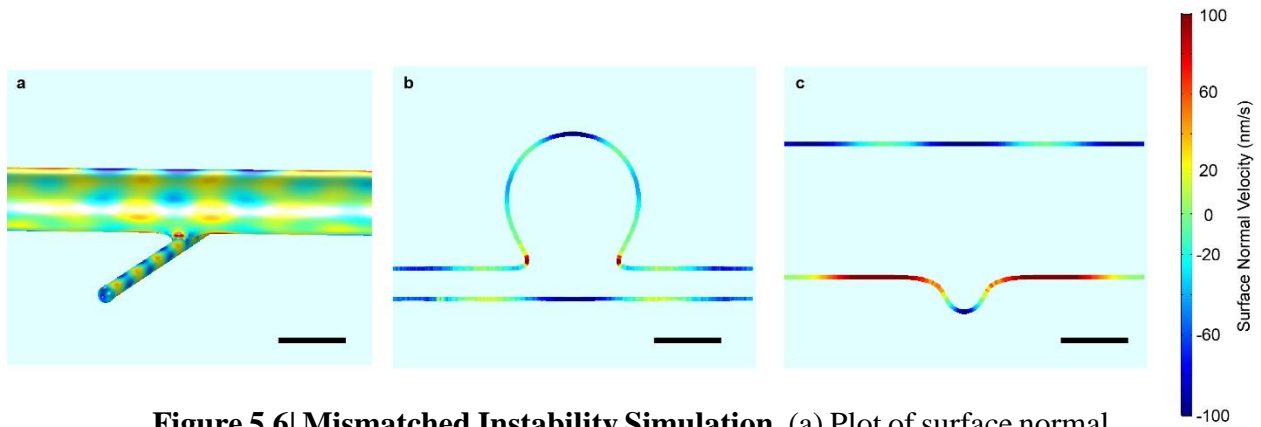 a
b
c
100
60
20
0
-20
-60
-100
Surface Normal Velocity (nm/s)
Figure 5.6| Mismatched Instability Simulation. (a) Plot of surface normal